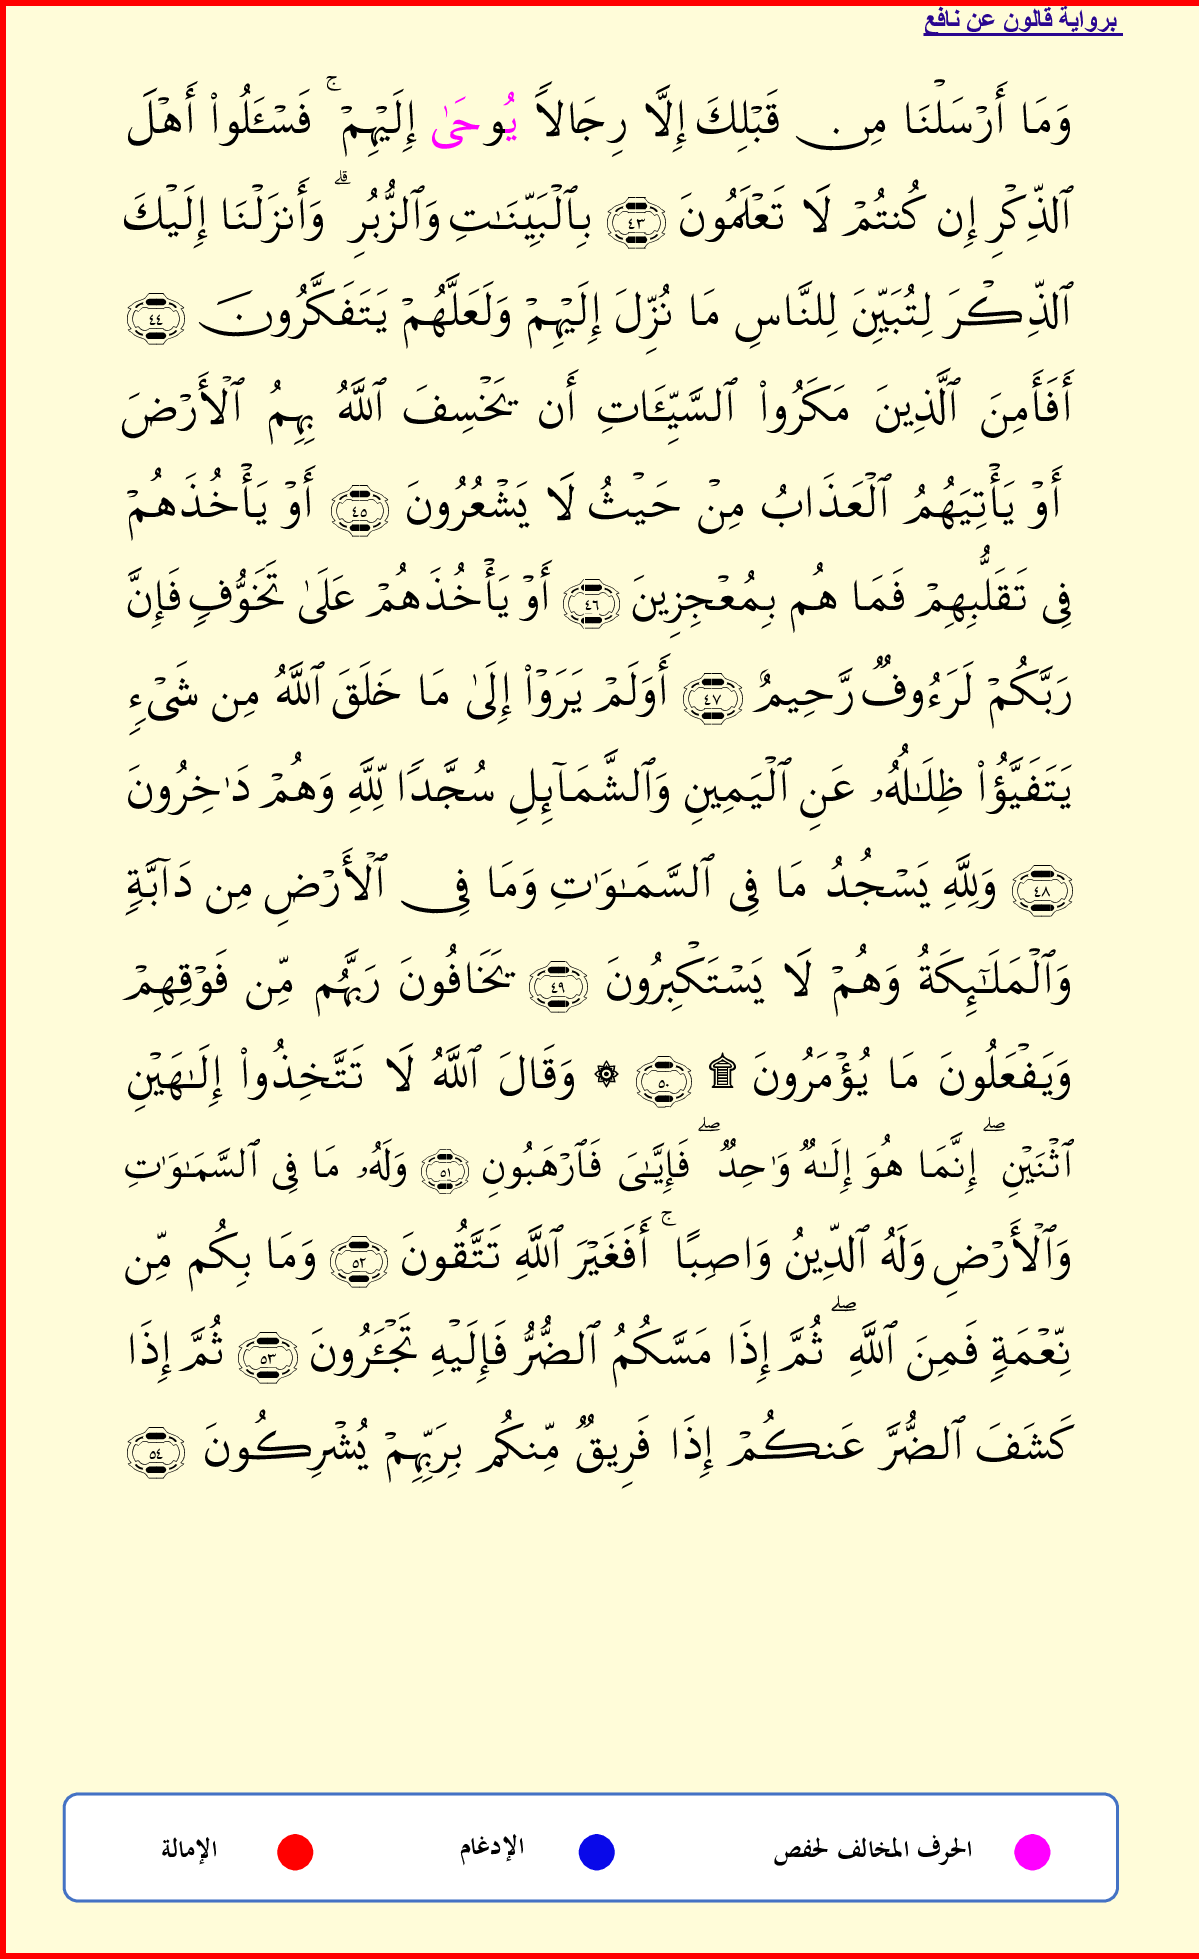 برواية قالون عن نافع
وَمَا أَرْسَلْنَا مِن قَبْلِكَ إِلَّا رِجَالاً يُوحَىٰ إِلَيْهِمْ ۚ فَسْـَٔلُوا۟ أَهْلَ
ٱلذِّكْرِ إِن كُنتُمْ لَا تَعْلَمُونَ ٤٣ بِٱلْبَيِّنَـٰتِ وَٱلزُّبُرِ ۗ وَأَنزَلْنَا إِلَيْكَ
ٱلذِّكْرَ لِتُبَيِّنَ لِلنَّاسِ مَا نُزِّلَ إِلَيْهِمْ وَلَعَلَّهُمْ يَتَفَكَّرُونَ ٤٤
أَفَأَمِنَ ٱلَّذِينَ مَكَرُوا۟ ٱلسَّيِّـَٔاتِ أَن يَخْسِفَ ٱللَّهُ بِهِمُ ٱلْأَرْضَ
أَوْ يَأْتِيَهُمُ ٱلْعَذَابُ مِنْ حَيْثُ لَا يَشْعُرُونَ ٤٥ أَوْ يَأْخُذَهُمْ
فِى تَقَلُّبِهِمْ فَمَا هُم بِمُعْجِزِينَ ٤٦ أَوْ يَأْخُذَهُمْ عَلَىٰ تَخَوُّفٍ فَإِنَّ
رَبَّكُمْ لَرَءُوفٌ رَّحِيمٌ ٤٧ أَوَلَمْ يَرَوْا۟ إِلَىٰ مَا خَلَقَ ٱللَّهُ مِن شَىْءٍ
يَتَفَيَّؤُا۟ ظِلَـٰلُهُۥ عَنِ ٱلْيَمِينِ وَٱلشَّمَآئِلِ سُجَّدًا لِّلَّهِ وَهُمْ دَٰخِرُونَ
٤٨ وَلِلَّهِ يَسْجُدُ مَا فِى ٱلسَّمَـٰوَٰتِ وَمَا فِى ٱلْأَرْضِ مِن دَآبَّةٍ
وَٱلْمَلَـٰٓئِكَةُ وَهُمْ لَا يَسْتَكْبِرُونَ ٤٩ يَخَافُونَ رَبَّهُم مِّن فَوْقِهِمْ
وَيَفْعَلُونَ مَا يُؤْمَرُونَ ۩ ٥٠ ۞ وَقَالَ ٱللَّهُ لَا تَتَّخِذُوا۟ إِلَـٰهَيْنِ
ٱثْنَيْنِ ۖ إِنَّمَا هُوَ إِلَـٰهٌ وَٰحِدٌ ۖ فَإِيَّـٰىَ فَٱرْهَبُونِ ٥١ وَلَهُۥ مَا فِى ٱلسَّمَـٰوَٰتِ
وَٱلْأَرْضِ وَلَهُ ٱلدِّينُ وَاصِبًا ۚ أَفَغَيْرَ ٱللَّهِ تَتَّقُونَ ٥٢ وَمَا بِكُم مِّن
نِّعْمَةٍ فَمِنَ ٱللَّهِ ۖ ثُمَّ إِذَا مَسَّكُمُ ٱلضُّرُّ فَإِلَيْهِ تَجْـَٔرُونَ ٥٣ ثُمَّ إِذَا
كَشَفَ ٱلضُّرَّ عَنكُمْ إِذَا فَرِيقٌ مِّنكُم بِرَبِّهِمْ يُشْرِكُونَ ٥٤
الحرف المخالف لحفص الإدغام الإمالة